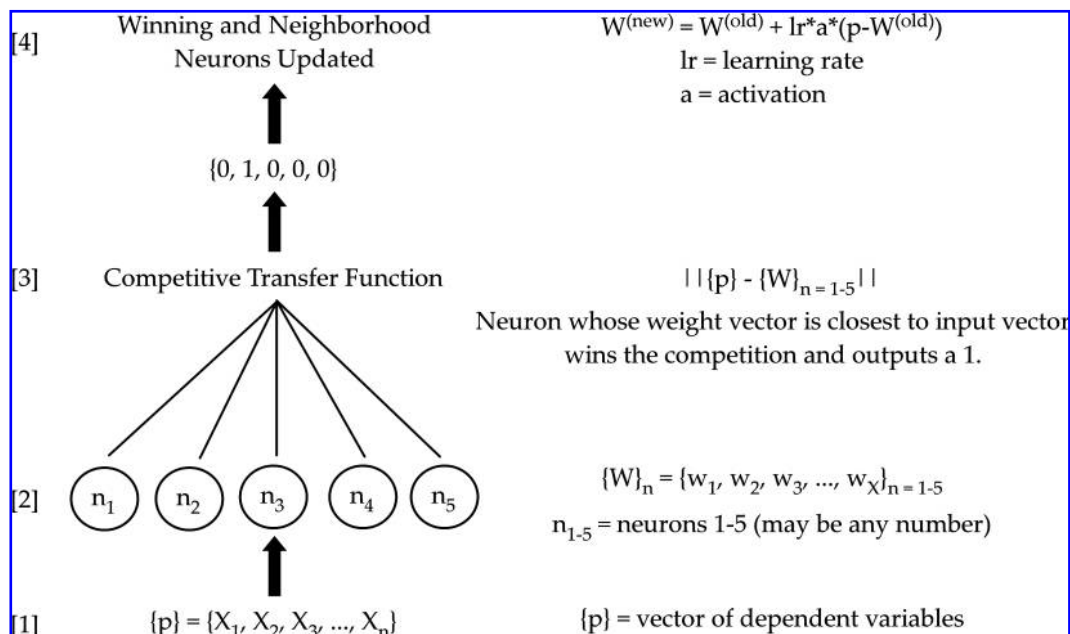 [4]
Winning and Neighborhood
Neurons Updated
W(new) = W(old) + lr*a*(p-W(old))
lr = learning rate
a = activation
{0, 1, 0, 0, 0}
[3]
Competitive Transfer Function
||{p} - {W}n = 1-5||
Neuron whose weight vector is closest to input vector
wins the competition and outputs a 1.
[2]
n1 n2 n3 n4 n5
{W}n = {w1, w2, w3, ..., wX}n = 1-5
n1-5 = neurons 1-5 (may be any number)
[1]
{p} = {X1, X2, X3, ..., Xn}
{p} = vector of dependent variables